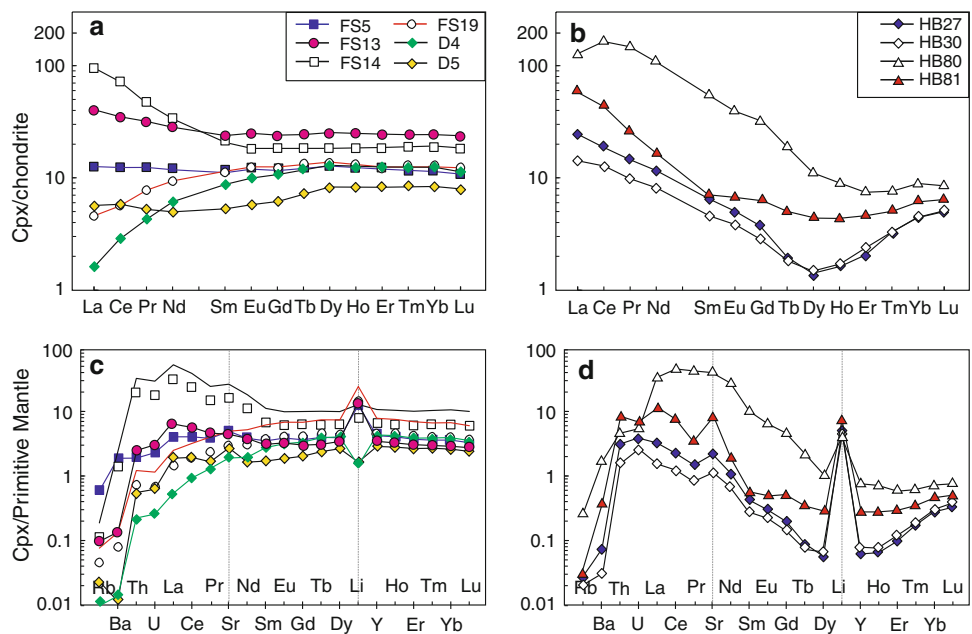 a
FS5
FS13
FS14
FS19
D4
D5
200
100
10
1
Cpx/chondrite
La Ce Pr Nd Sm Eu Gd Tb Dy Ho Er Tm Yb Lu
b
HB27
HB30
HB80
HB81
200
100
10
1
La Ce Pr Nd Sm Eu Gd Tb Dy Ho Er Tm Yb Lu
c
100
10
1
0.1
0.01
Cpx/Primitive Mantle
Rb Th La Pr Nd Eu Tb Li Ho Tm Lu
Ba U Ce Sr Sm Gd Dy Y Er Yb
d
100
10
1
0.1
0.01
Rb Th La Pr Nd Eu Tb Li Ho Tm Lu
Ba U Ce Sr Sm Gd Dy Y Er Yb